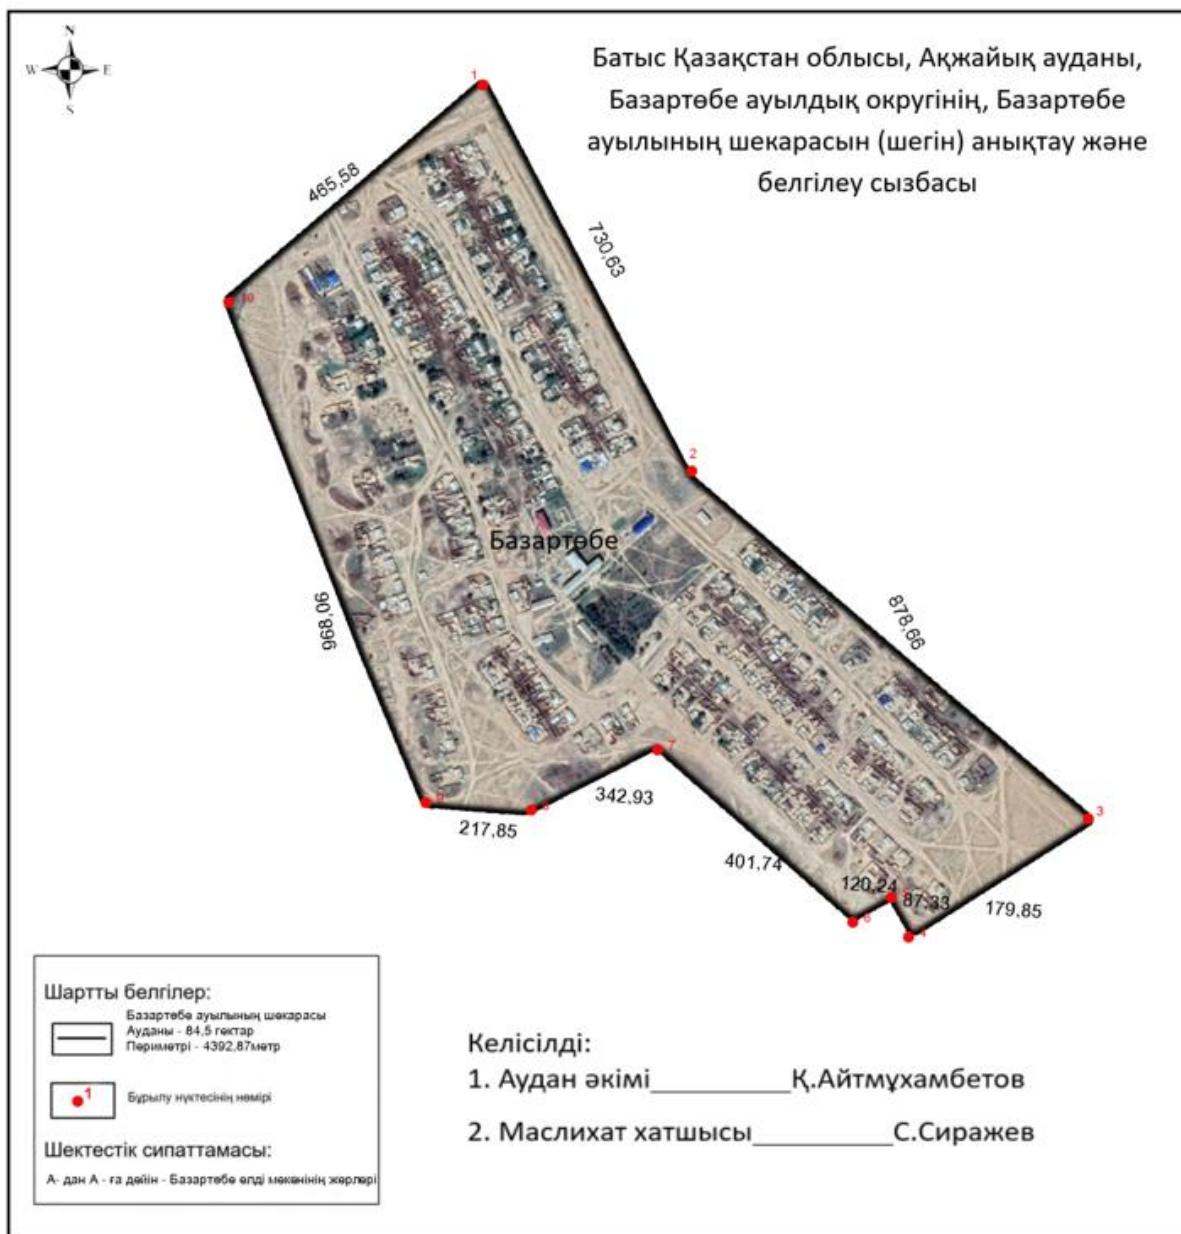 N
W E
S
Батыс Қазақстан облысы, Ақжайық ауданы,
Базартөбе ауылдық округінің, Базартөбе
ауылының шекарасын (шегін) анықтау және
белгілеу сызбасы
1
465,58
730,63
10
2
Базартөбе
968,06
878,66
7
342,93
9
8
217,85
3
401,74
120,24
5
87,33
179,85
6
4
Шартты белгілер:
Базартөбе ауылының шекарасы
Ауданы - 84,5 гектар
Периметрі - 4392,87метр
1
Бұрылу нүктесінің нөмірі
Шектестік сипаттамасы:
А- дан А - ға дейін - Базартөбе елді мекенінің жерлері
Келісілді:
1. Аудан әкімі__________Қ.Айтмұхамбетов
2. Маслихат хатшысы__________С.Сиражев